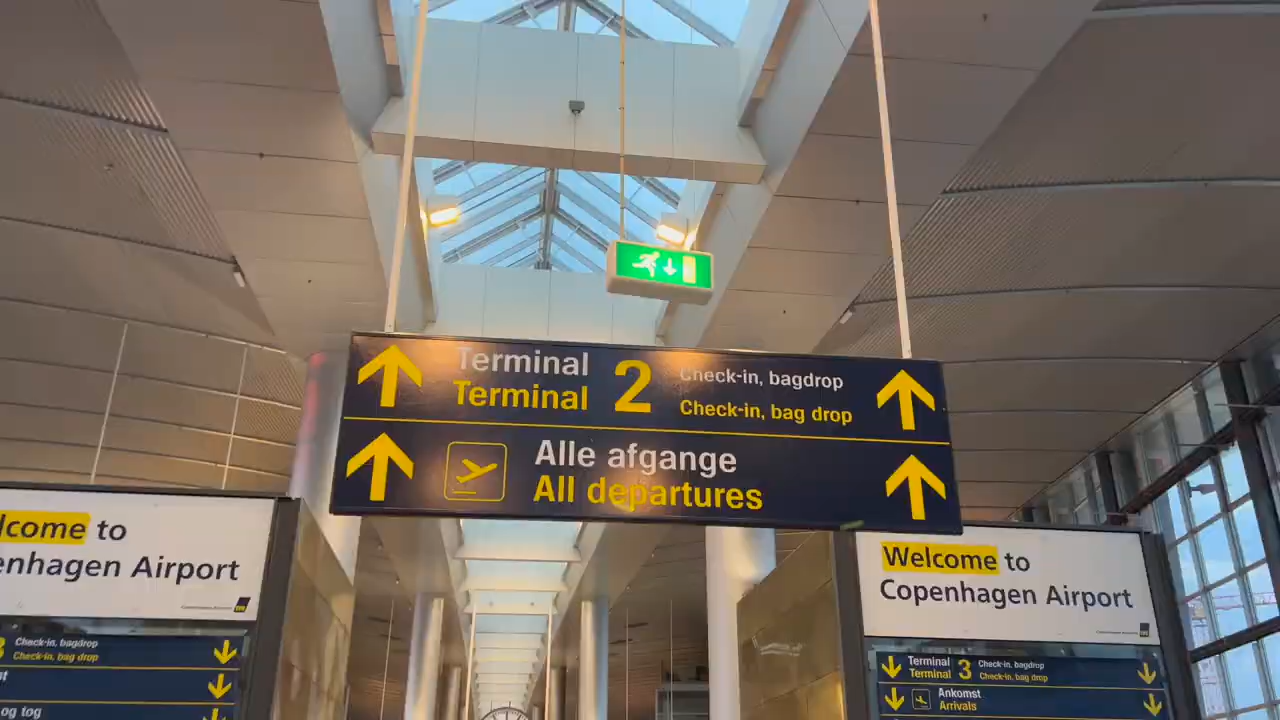 Terminal 2 Check-in, bagdrop
Terminal Check-in, bag drop
Alle afgange
All departures
lcome to
enhagen Airport
Check-in, bagdrop
Check-in, bag drop
og tog
Welcome to
Copenhagen Airport
Terminal 3 Check-in, bagdrop
Terminal Check-in, bag drop
Ankomst
Arrivals